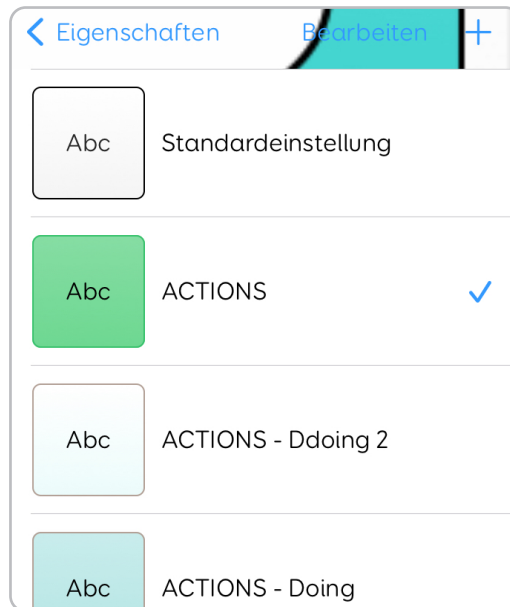 Eigenschaften Bearbeiten
Abc Standardeinstellung
Abc ACTIONS
Abc ACTIONS - Ddoing 2
Abc ACTIONS - Doing